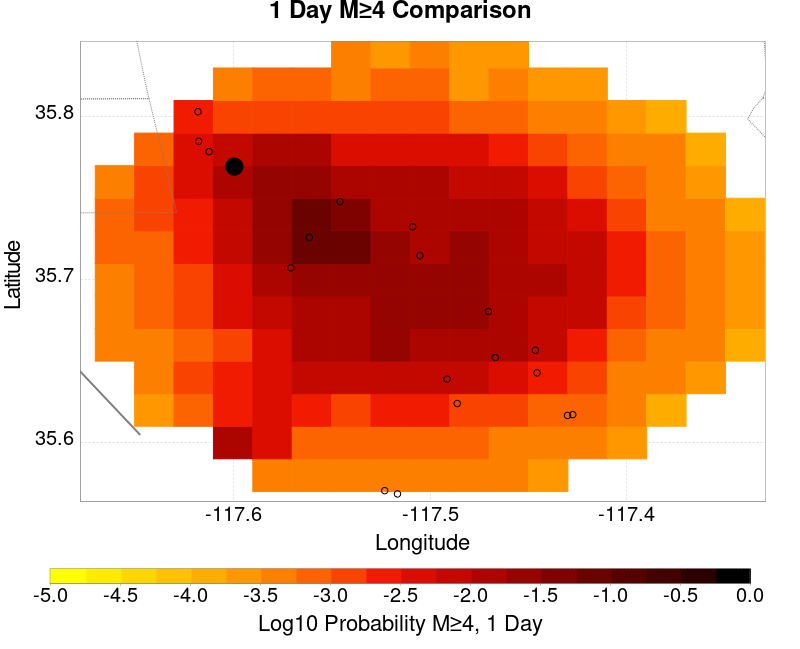 1 Day M≥4 Comparison
35.8
35.7
35.6
Latitude
-117.6 -117.5 -117.4
Longitude
-5.0 -4.5 -4.0 -3.5 -3.0 -2.5 -2.0 -1.5 -1.0 -0.5 0.0
Log10 Probability M≥4, 1 Day